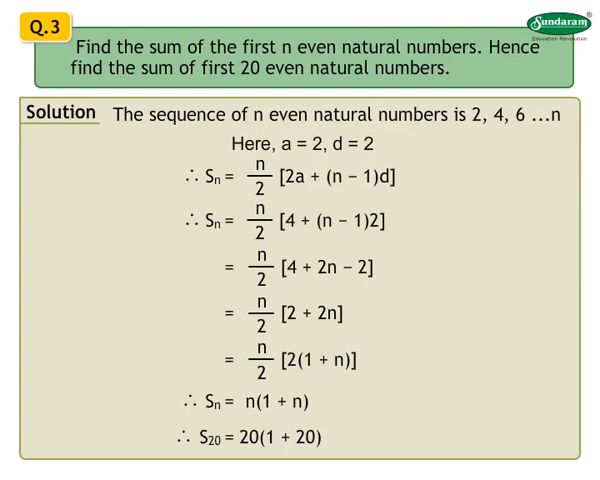 Q.3
Sundaram®
Education Revolution
Find the sum of the first n even natural numbers. Hence
find the sum of first 20 even natural numbers.
Solution The sequence of n even natural numbers is 2, 4, 6 ...n
Here, a = 2, d = 2
∴ Sn = n/2 [2a + (n − 1)d]
∴ Sn = n/2 [4 + (n − 1)2]
= n/2 [4 + 2n − 2]
= n/2 [2 + 2n]
= n/2 [2(1 + n)]
∴ Sn = n(1 + n)
∴ S20 = 20(1 + 20)